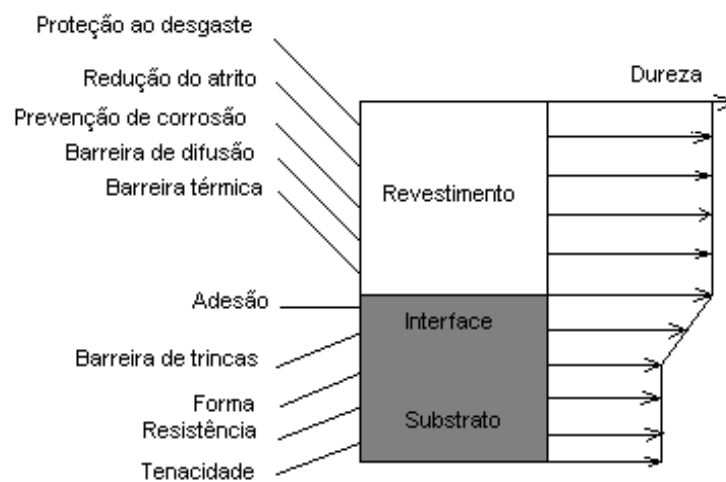 Proteção ao desgaste
Redução do atrito
Prevenção de corrosão
Barreira de difusão
Barreira térmica
Adesão
Barreira de trincas
Forma
Resistência
Tenacidade
Revestimento
Interface
Substrato
Dureza